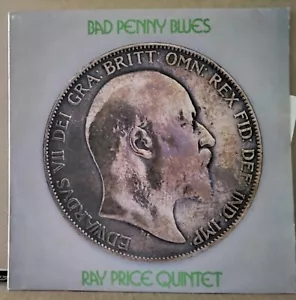 BAD PENNY BLUES
EDWARDVS VII DEI GRA: BRITT: OMN: REX FID: DEF: IND: IMP:
RAY PRICE QUINTET